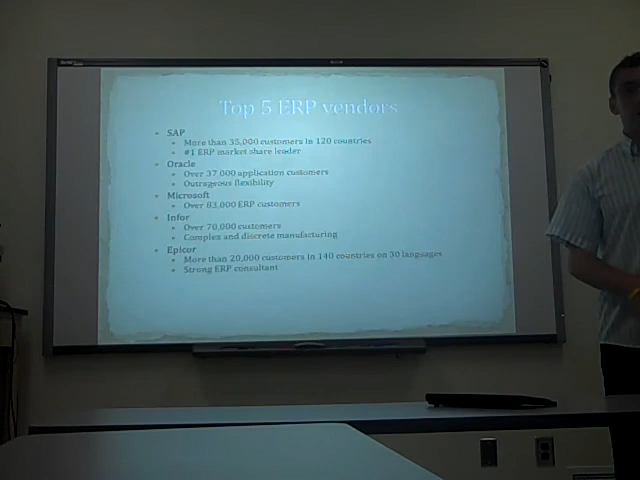 Top 5 ERP vendors
SAP
More than 35,000 customers in 120 countries
#1 ERP market share leader
Oracle
Over 37,000 application customers
Outrageous flexibility
Microsoft
Over 83,000 ERP customers
Infor
Over 70,000 customers
Complex and discrete manufacturing
Epicor
More than 20,000 customers in 140 countries on 30 languages
Strong ERP consultant